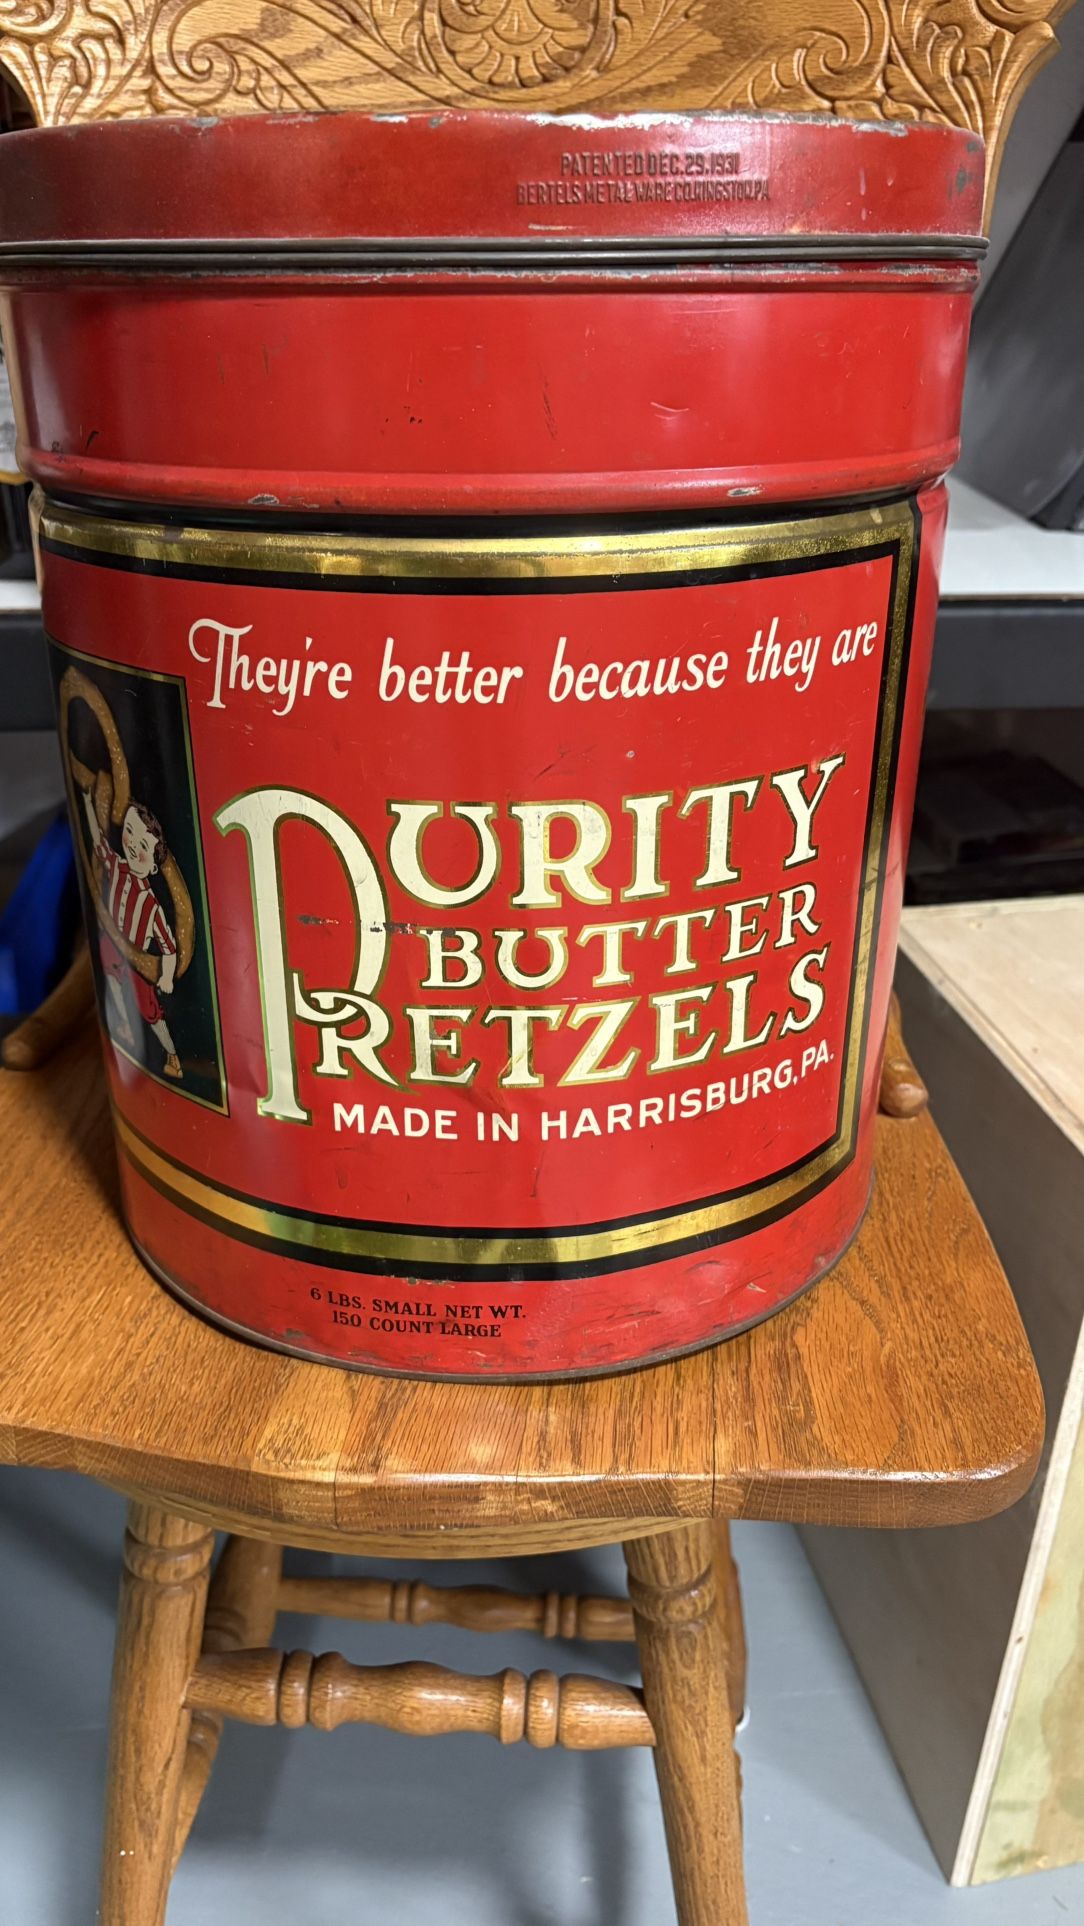 PATENTED DEC. 29, 1931
BERTELS METAL WARE CO. KINGSTON, PA
They're better because they are
PURITY
BUTTER
PRETZELS
MADE IN HARRISBURG, PA.
6 LBS. SMALL NET WT.
150 COUNT LARGE